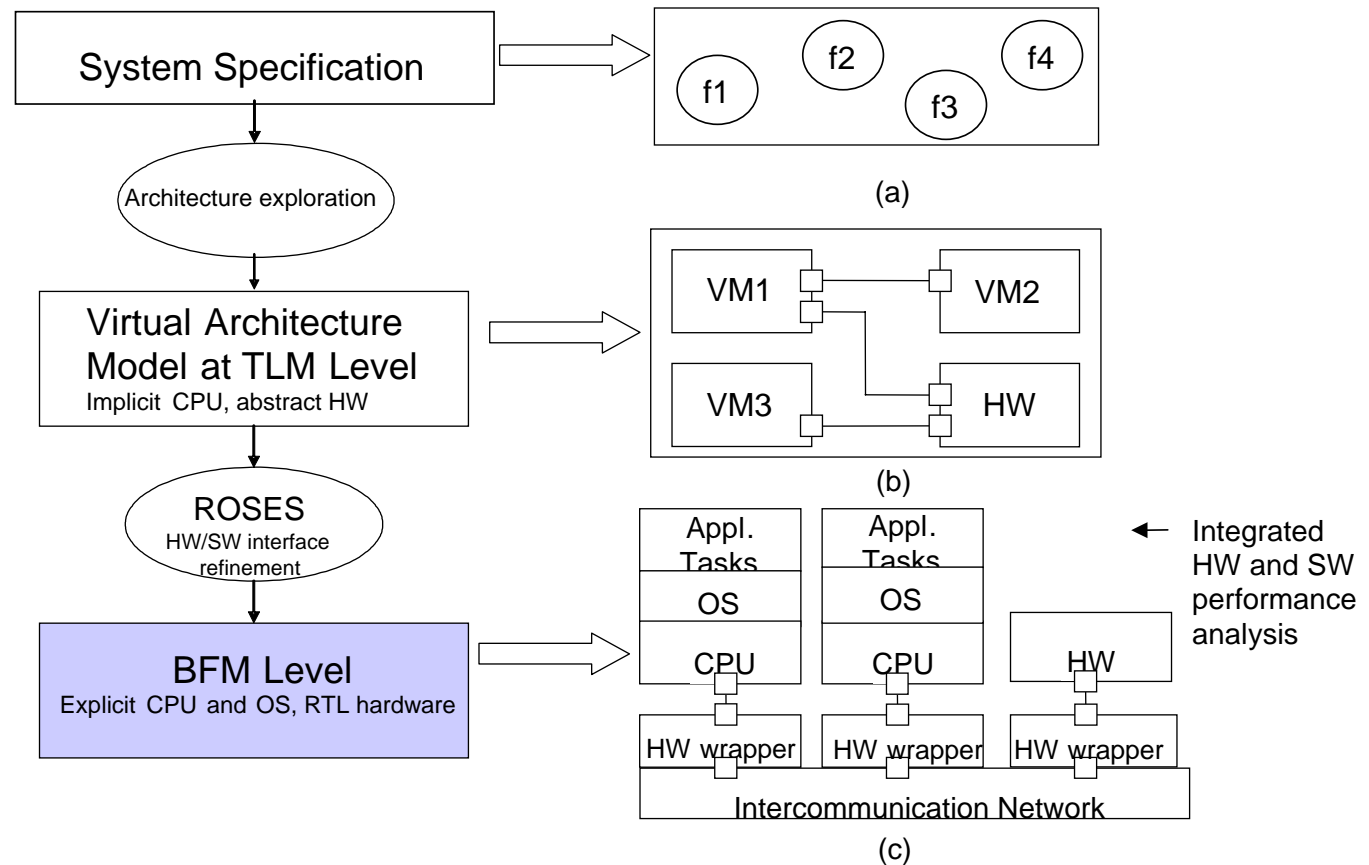 System Specification
f1
f2
f3
f4
(a)
Architecture exploration
Virtual Architecture
Model at TLM Level
Implicit CPU, abstract HW
VM1
VM2
VM3
HW
(b)
ROSES
HW/SW interface
refinement
BFM Level
Explicit CPU and OS, RTL hardware
Appl.
Tasks
OS
CPU
HW wrapper
Appl.
Tasks
OS
CPU
HW wrapper
HW
HW wrapper
Intercommunication Network
(c)
Integrated
HW and SW
performance
analysis